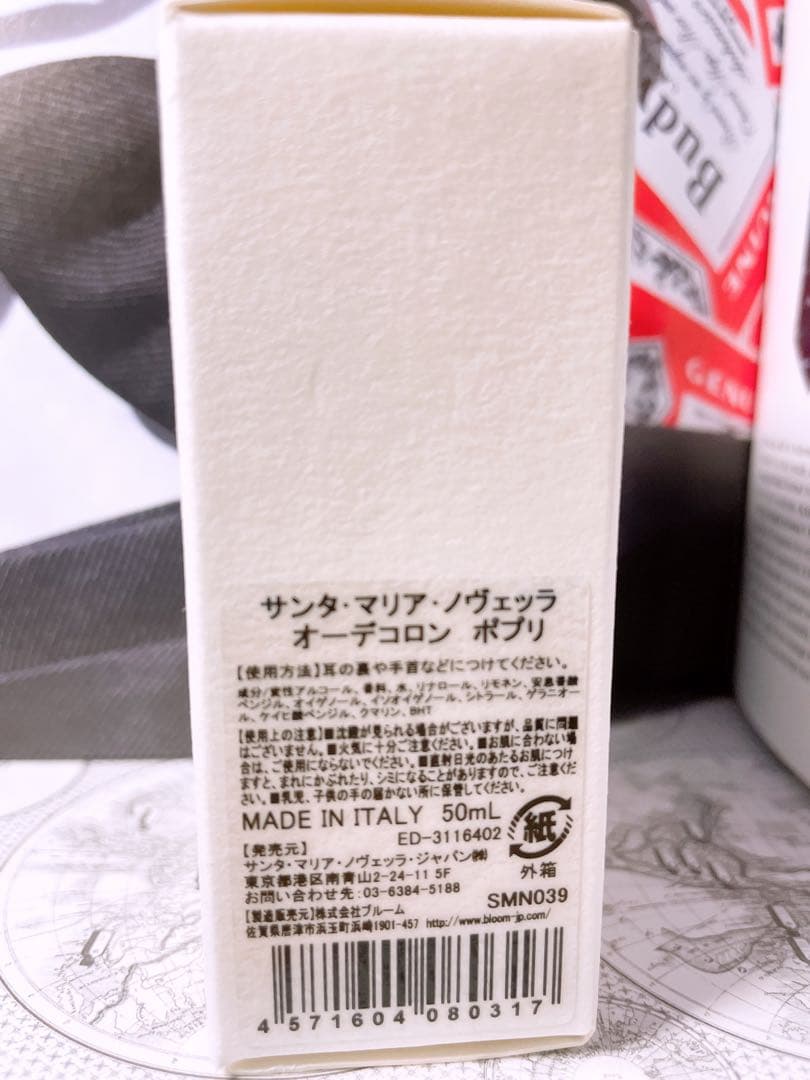 サンタ・マリア・ノヴェッラ
オーデコロン ポプリ
【使用方法】耳の裏や手首などにつけてください。
成分/変性アルコール、香料、水、リナロール、リモネン、安息香酸
ベンジル、オイゲノール、イソオイゲノール、シトラール、ゲラニオー
ル、ケイヒ酸ベンジル、クマリン、BHT
【使用上の注意】■沈殿が見られる場合がございますが、品質に問題
はございません。■火気に十分ご注意ください。■お肌に合わない場
合は、ご使用にならないでください。■直射日光のあたるお肌につけ
ますと、まれにかぶれたり、シミになることがありますので、ご注意くだ
さい。■乳児、子供の手の届かない所に保管してください。
MADE IN ITALY 50mL
ED-3116402
紙
外箱
【発売元】
サンタ・マリア・ノヴェッラ・ジャパン㈱
東京都港区南青山2-24-11 5F
お問い合わせ先:03-6384-5188
SMN039
【製造販売元】株式会社ブルーム
佐賀県唐津市浜玉町浜崎1901-457 http://www.bloom-jp.com/
4 571604 080317
Bud
GENU